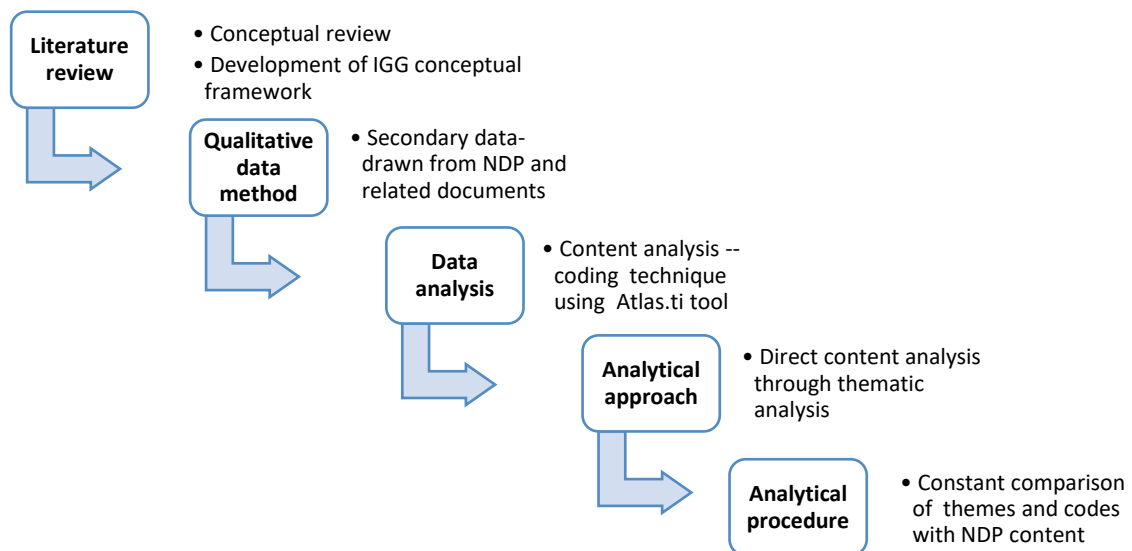 Literature
review
• Conceptual review
• Development of IGG conceptual
framework
Qualitative
data
method
• Secondary data-
drawn from NDP and
related documents
Data
analysis
• Content analysis --
coding technique
using Atlas.ti tool
Analytical
approach
• Direct content analysis
through thematic
analysis
Analytical
procedure
• Constant comparison
of themes and codes
with NDP content